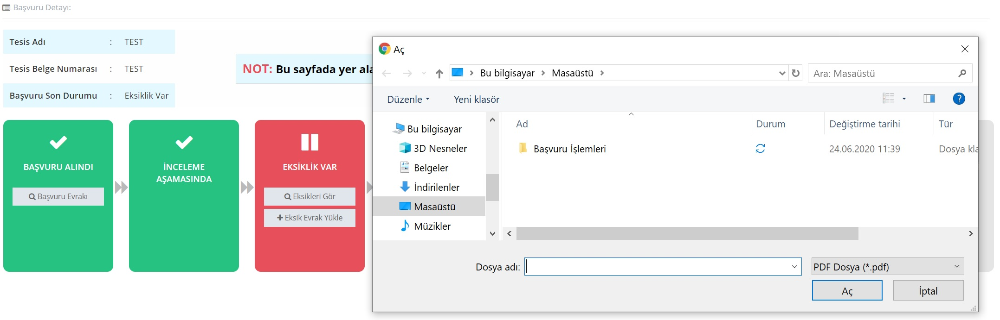 Başvuru Detayı:
Tesis Adı : TEST
Tesis Belge Numarası : TEST
Başvuru Son Durumu : Eksiklik Var
NOT: Bu sayfada yer
BAŞVURU ALINDI
Başvuru Evrakı
İNCELEME
AŞAMASINDA
EKSİKLİK VAR
Eksikleri Gör
Eksik Evrak Yükle
Aç
Bu bilgisayar > Masaüstü >
Ara: Masaüstü
Düzenle
Yeni klasör
Bu bilgisayar
3D Nesneler
Belgeler
İndirilenler
Masaüstü
Müzikler
Ad Durum Değiştirme tarihi Tür
Başvuru İşlemleri 24.06.2020 11:39 Dosya
Dosya adı:
PDF Dosya (*.pdf)
Aç İptal